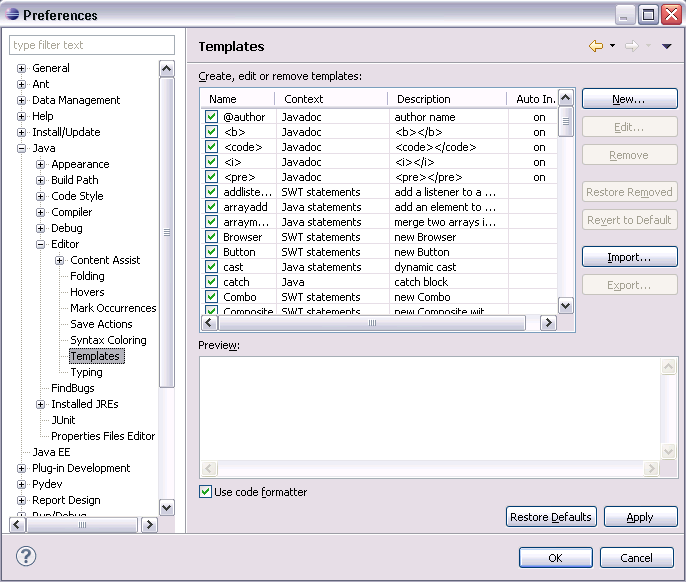 Preferences
type filter text
General
Ant
Data Management
Help
Install/Update
Java
Appearance
Build Path
Code Style
Compiler
Debug
Editor
Content Assist
Folding
Hovers
Mark Occurrences
Save Actions
Syntax Coloring
Templates
Typing
FindBugs
Installed JREs
JUnit
Properties Files Editor
Java EE
Plug-in Development
Pydev
Report Design
Run/Debug
Templates
Create, edit or remove templates:
Name Context Description Auto In.
@author Javadoc author name on
<b> Javadoc <b></b> on
<code> Javadoc <code></code> on
<i> Javadoc <i></i> on
<pre> Javadoc <pre></pre> on
addliste... SWT statements add a listener to a ...
arrayadd Java statements add an element to ...
arraym... Java statements merge two arrays i...
Browser SWT statements new Browser
Button SWT statements new Button
cast Java statements dynamic cast
catch Java catch block
Combo SWT statements new Combo
Composite SWT statements new Composite wit...
New...
Edit...
Remove
Restore Removed
Revert to Default
Import...
Export...
Preview:
Use code formatter
Restore Defaults Apply
OK Cancel